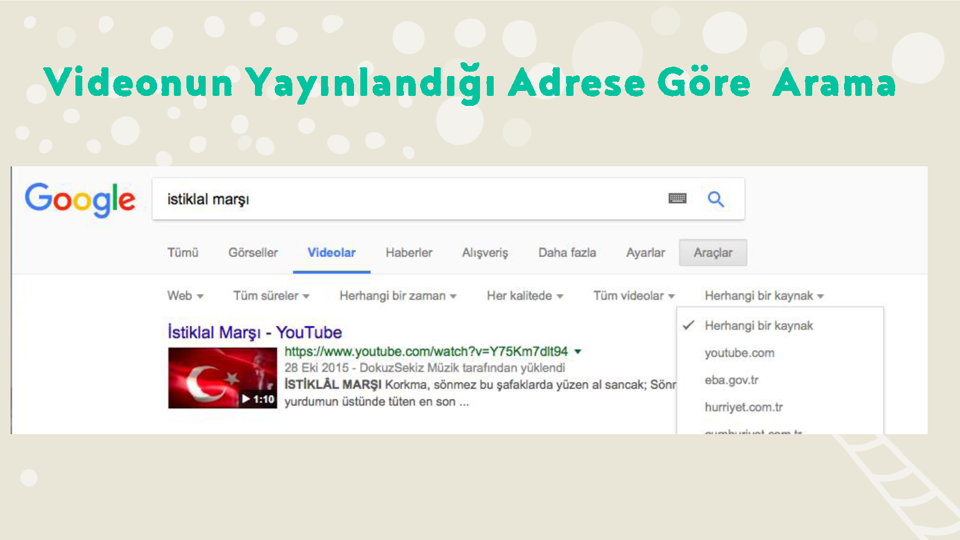 Videonun Yayınlandığı Adrese Göre Arama
Google
istiklal marşı
Tümü Görseller Videolar Haberler Alışveriş Daha fazla Ayarlar Araçlar
Web Tüm süreler Herhangi bir zaman Her kalitede Tüm videolar Herhangi bir kaynak
Herhangi bir kaynak
youtube.com
eba.gov.tr
hurriyet.com.tr
cumhuriyet.com.tr
İstiklal Marşı - YouTube
https://www.youtube.com/watch?v=Y75Km7dlt94
28 Eki 2015 - DokuzSekiz Müzik tarafından yüklendi
İSTİKLÂL MARŞI Korkma, sönmez bu şafaklarda yüzen al sancak; Sönr
yurdumun üstünde tüten en son ...
1:10